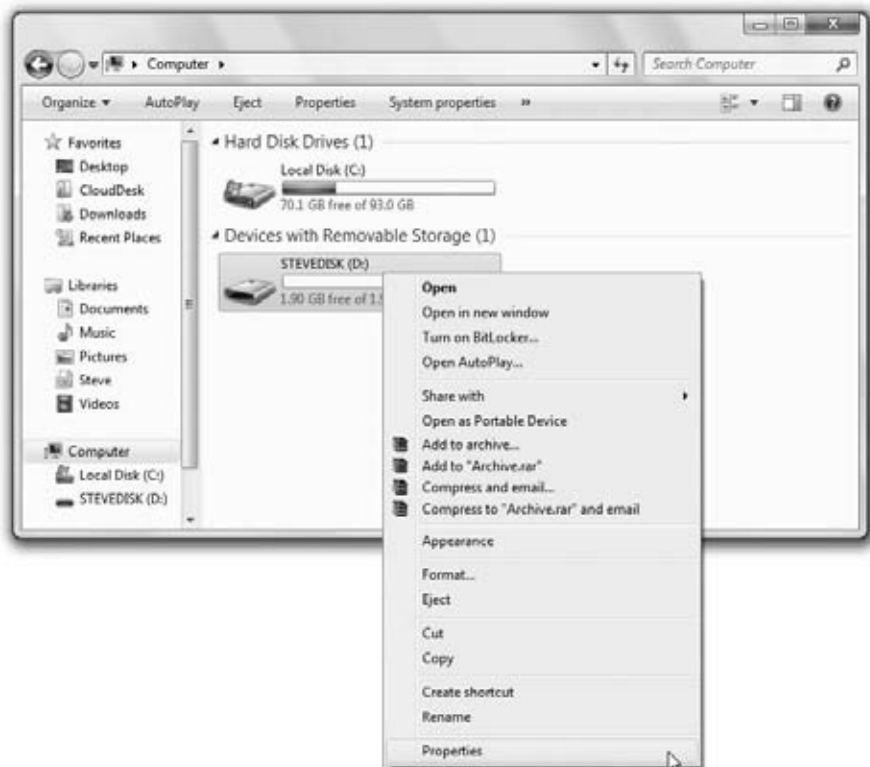 Computer
Search Computer
Organize AutoPlay Eject Properties System properties »
Favorites
Desktop
CloudDesk
Downloads
Recent Places
Libraries
Documents
Music
Pictures
Steve
Videos
Computer
Local Disk (C:)
STEVEDISK (D:)
Hard Disk Drives (1)
Local Disk (C:)
70.1 GB free of 93.0 GB
Devices with Removable Storage (1)
STEVEDISK (D:)
1.90 GB free of
Open
Open in new window
Turn on BitLocker...
Open AutoPlay...
Share with
Open as Portable Device
Add to archive...
Add to "Archive.rar"
Compress and email...
Compress to "Archive.rar" and email
Appearance
Format...
Eject
Cut
Copy
Create shortcut
Rename
Properties